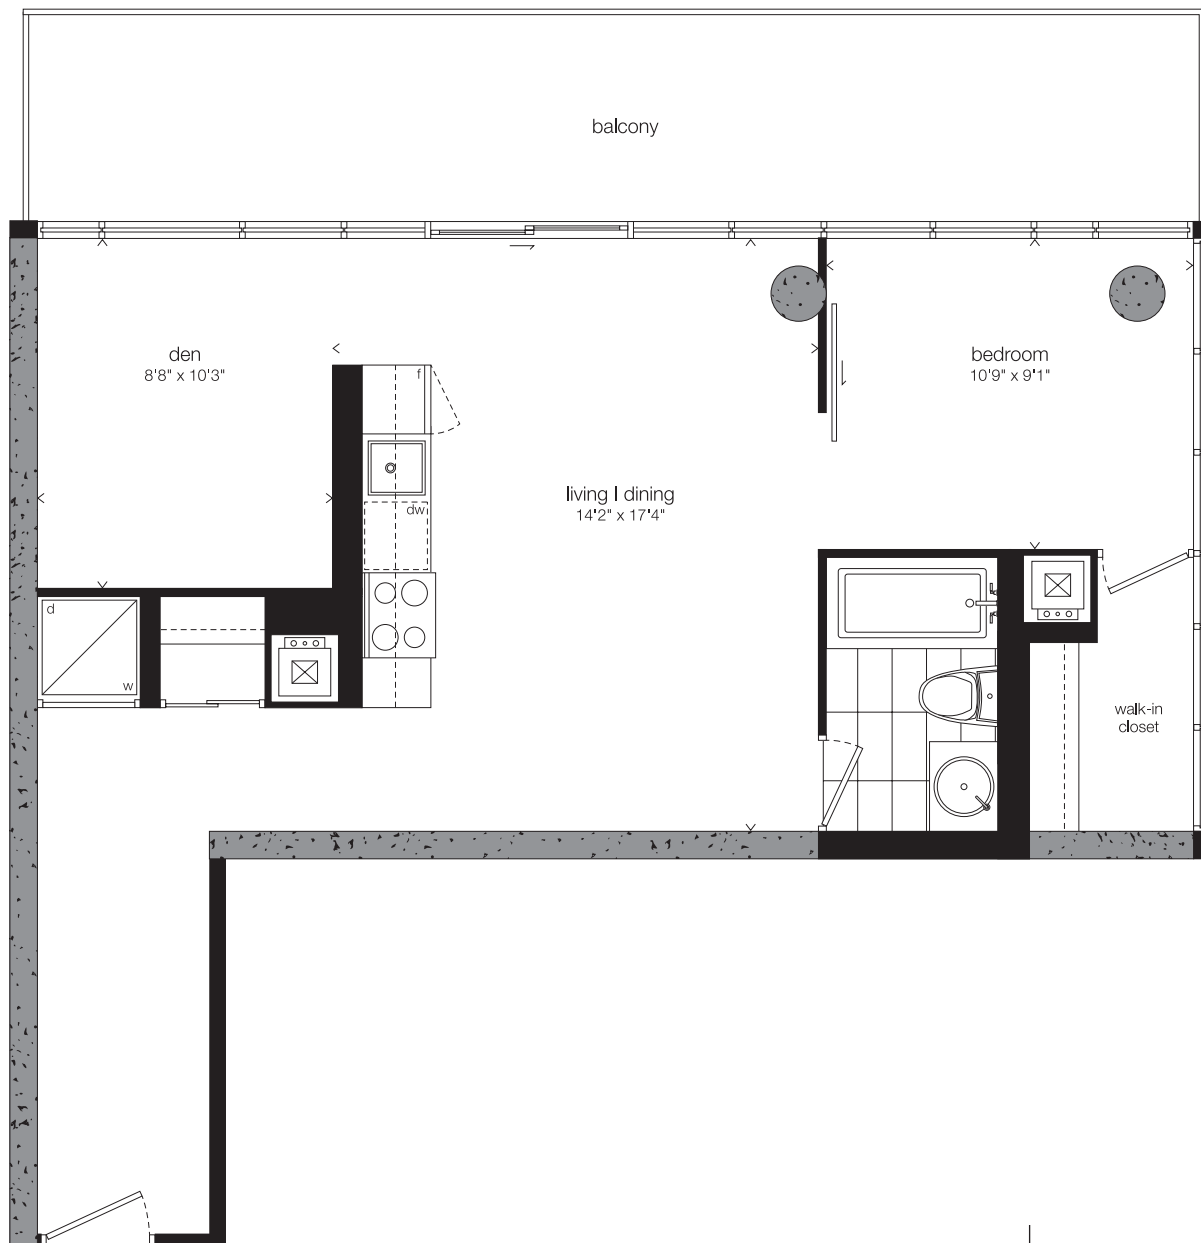 balcony
den
8'8" x 10'3"
f
bedroom
10'9" x 9'1"
living | dining
14'2" x 17'4"
dw
d
w
walk-in
closet